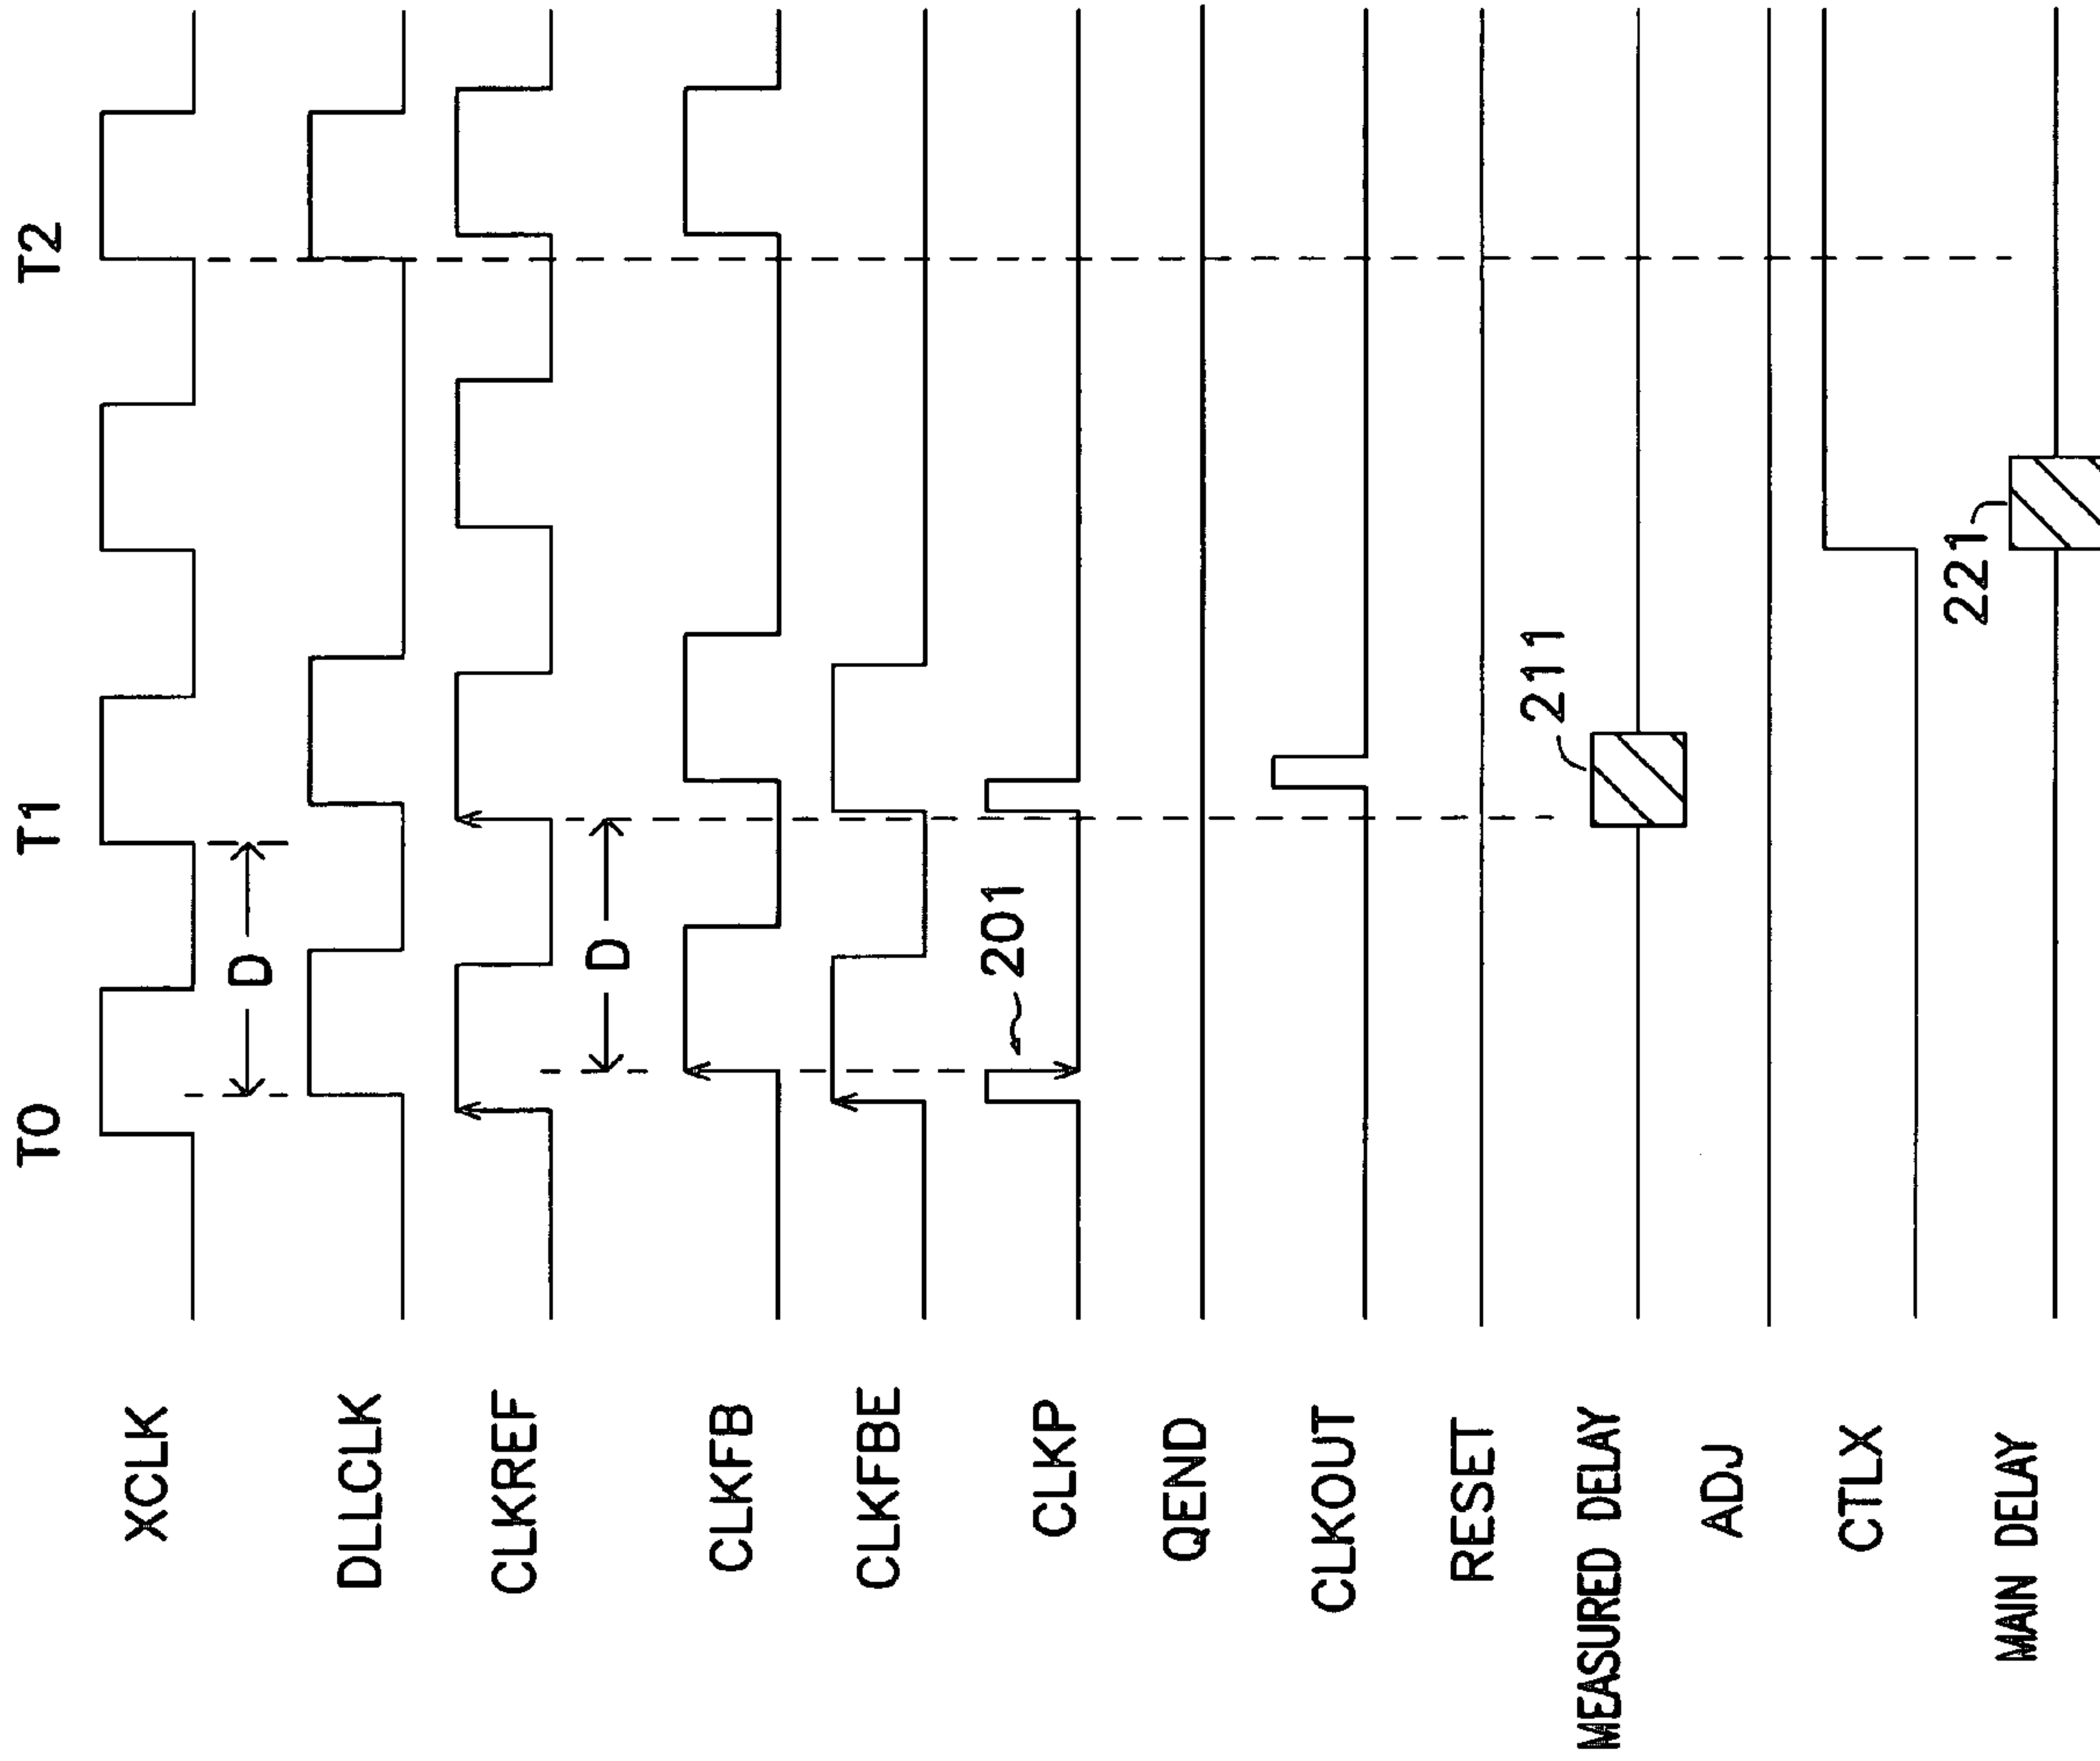 T0 T1 T2
XCLK
D
DLLCLK
CLKREF
D
CLKFB
CLKFBE
CLKP
201
QEND
CLKOUT
RESET
MEASURED DELAY
211
ADJ
CTLX
MAIN DELAY
221